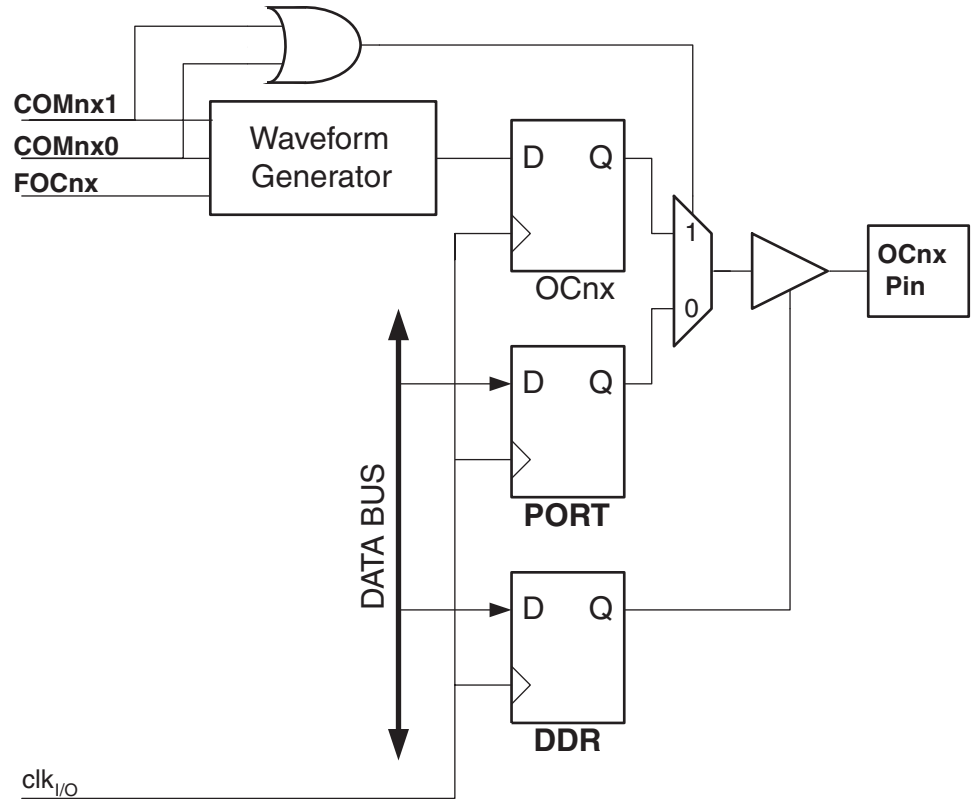 COMnx1
COMnx0
FOCnx
Waveform
Generator
D Q
OCnx
1
0
OCnx
Pin
D Q
PORT
DATA BUS
D Q
DDR
clkI/O